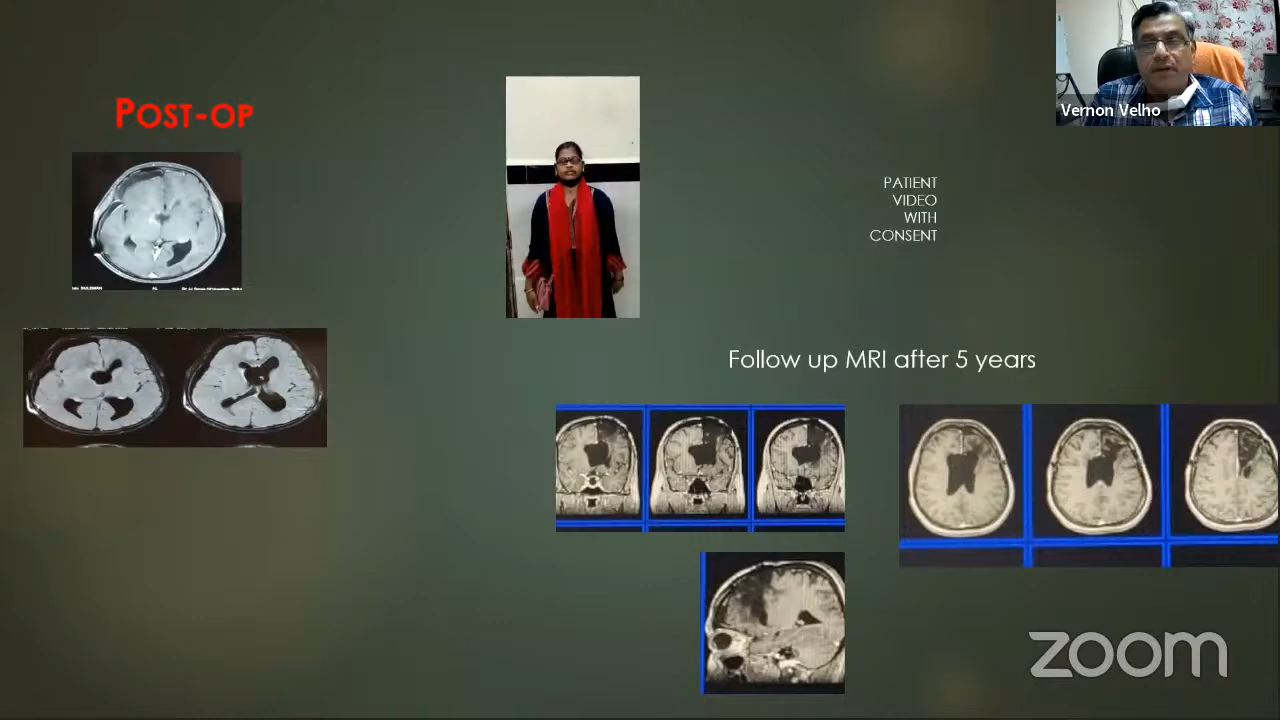 Vernon Velho
POST-OP
PATIENT
VIDEO
WITH
CONSENT
Follow up MRI after 5 years
zoom